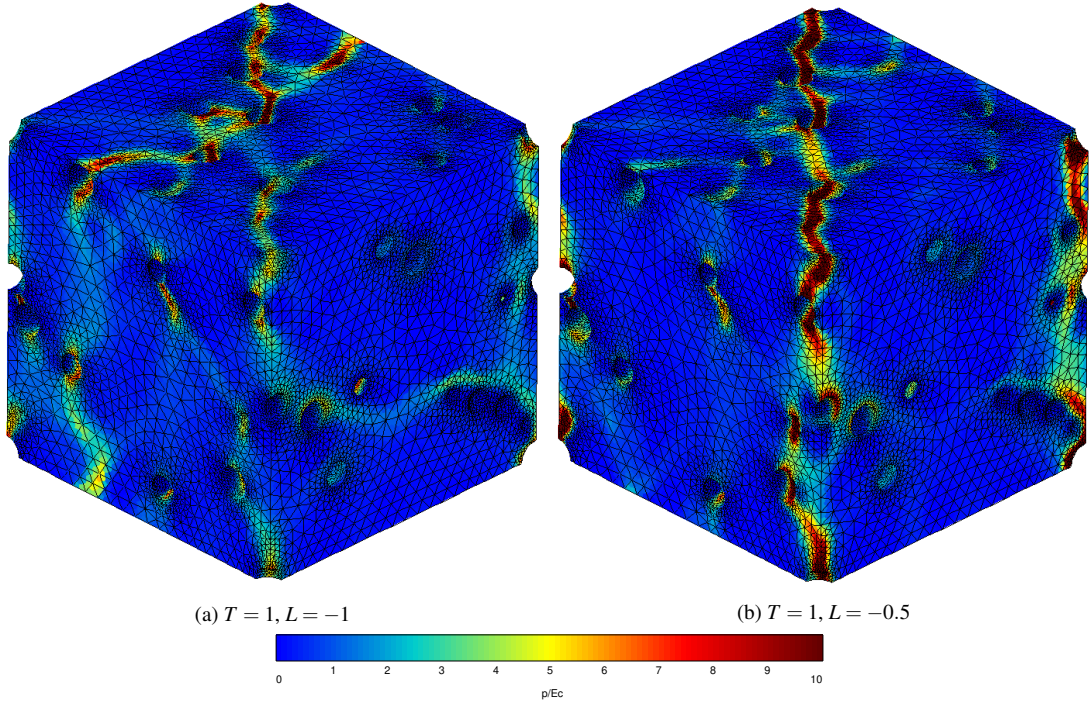 (a) T = 1, L = −1
(b) T = 1, L = −0.5
0 1 2 3 4 5 6 7 8 9 10
p/Ec